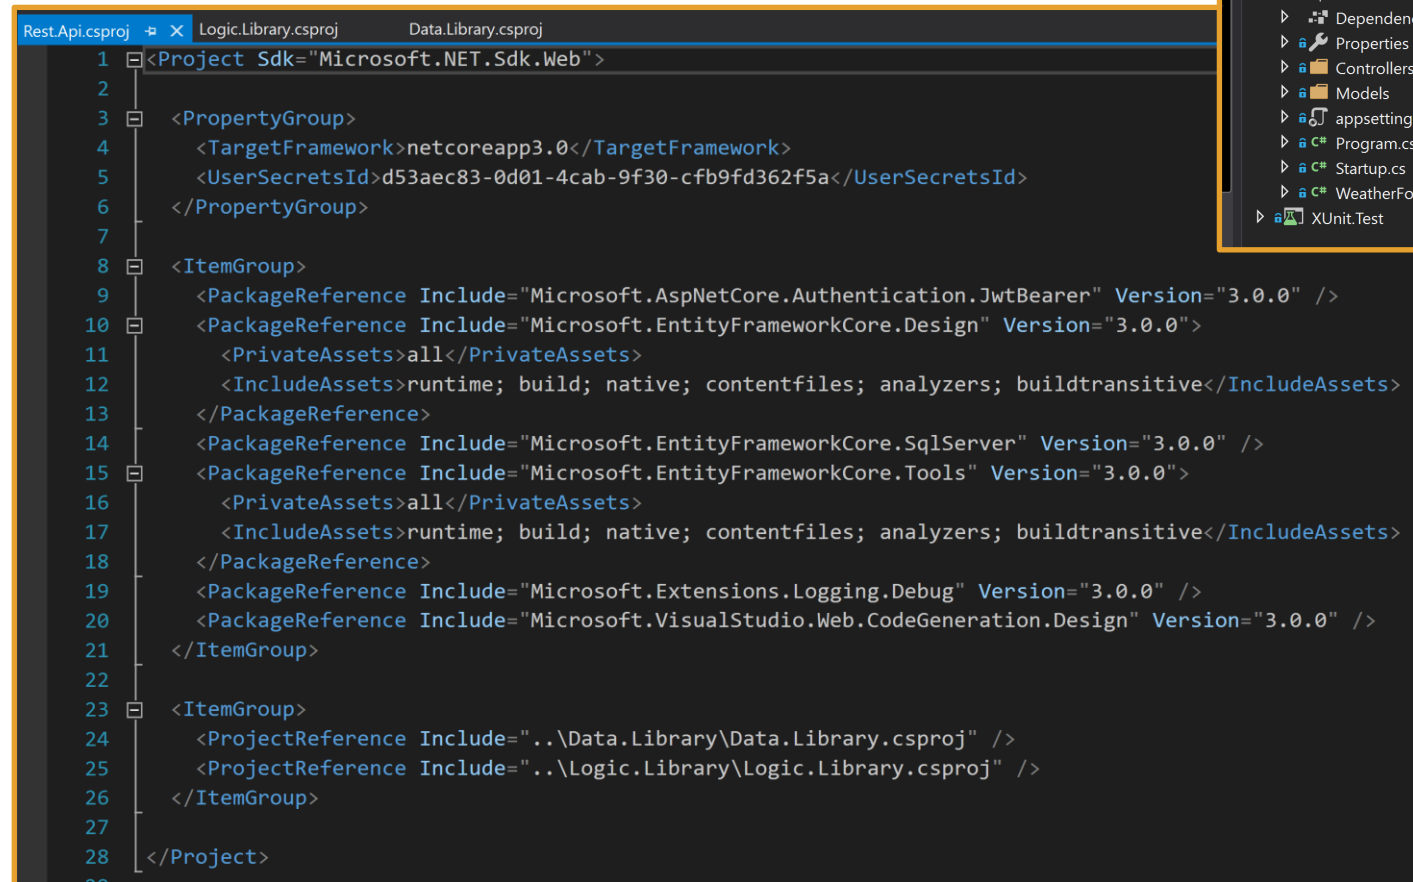 Rest.Api.csproj Logic.Library.csproj Data.Library.csproj
1 <Project Sdk="Microsoft.NET.Sdk.Web">
2
3 <PropertyGroup>
4 <TargetFramework>netcoreapp3.0</TargetFramework>
5 <UserSecretsId>d53aec83-0d01-4cab-9f30-cfb9fd362f5a</UserSecretsId>
6 </PropertyGroup>
7
8 <ItemGroup>
9 <PackageReference Include="Microsoft.AspNetCore.Authentication.JwtBearer" Version="3.0.0" />
10 <PackageReference Include="Microsoft.EntityFrameworkCore.Design" Version="3.0.0">
11 <PrivateAssets>all</PrivateAssets>
12 <IncludeAssets>runtime; build; native; contentfiles; analyzers; buildtransitive</IncludeAssets>
13 </PackageReference>
14 <PackageReference Include="Microsoft.EntityFrameworkCore.SqlServer" Version="3.0.0" />
15 <PackageReference Include="Microsoft.EntityFrameworkCore.Tools" Version="3.0.0">
16 <PrivateAssets>all</PrivateAssets>
17 <IncludeAssets>runtime; build; native; contentfiles; analyzers; buildtransitive</IncludeAssets>
18 </PackageReference>
19 <PackageReference Include="Microsoft.Extensions.Logging.Debug" Version="3.0.0" />
20 <PackageReference Include="Microsoft.VisualStudio.Web.CodeGeneration.Design" Version="3.0.0" />
21 </ItemGroup>
22
23 <ItemGroup>
24 <ProjectReference Include="..\Data.Library\Data.Library.csproj" />
25 <ProjectReference Include="..\Logic.Library\Logic.Library.csproj" />
26 </ItemGroup>
27
28 </Project>
Dependenc
Properties
Controllers
Models
appsetting
C# Program.cs
C# Startup.cs
C# WeatherFo
XUnit.Test